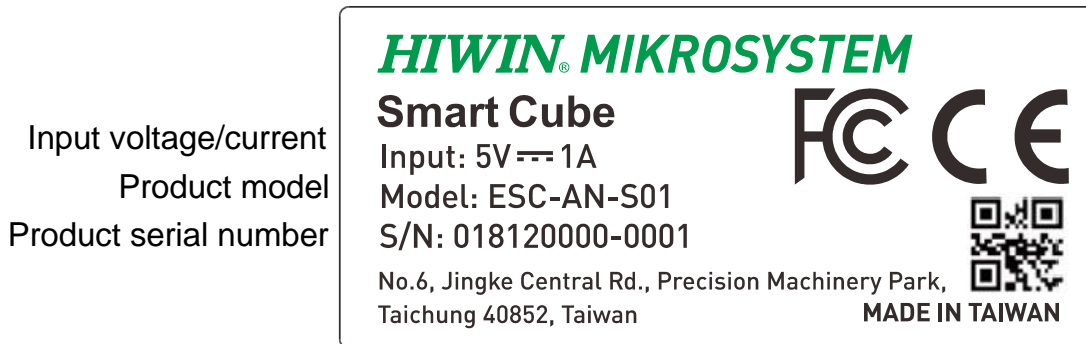 HIWIN® MIKROSYSTEM
Smart Cube
FC CE
Input voltage/current
Input: 5V⎓1A
Product model
Model: ESC-AN-S01
Product serial number
S/N: 018120000-0001
No.6, Jingke Central Rd., Precision Machinery Park,
Taichung 40852, Taiwan
MADE IN TAIWAN